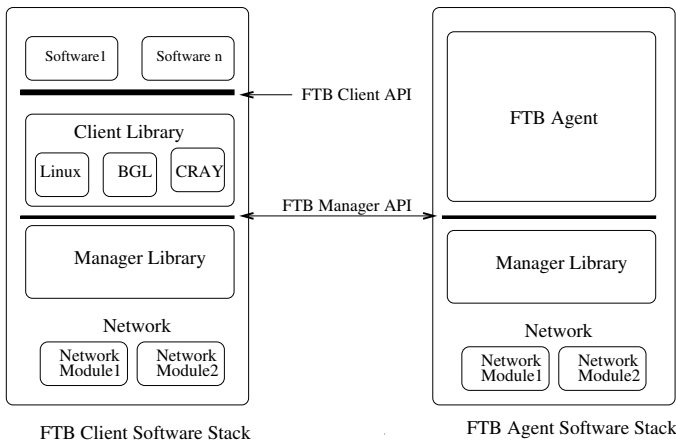 Software1
Software n
FTB Client API
Client Library
Linux
BGL
CRAY
FTB Manager API
Manager Library
Network
Network
Module1
Network
Module2
FTB Client Software Stack
FTB Agent
Manager Library
Network
Network
Module1
Network
Module2
FTB Agent Software Stack